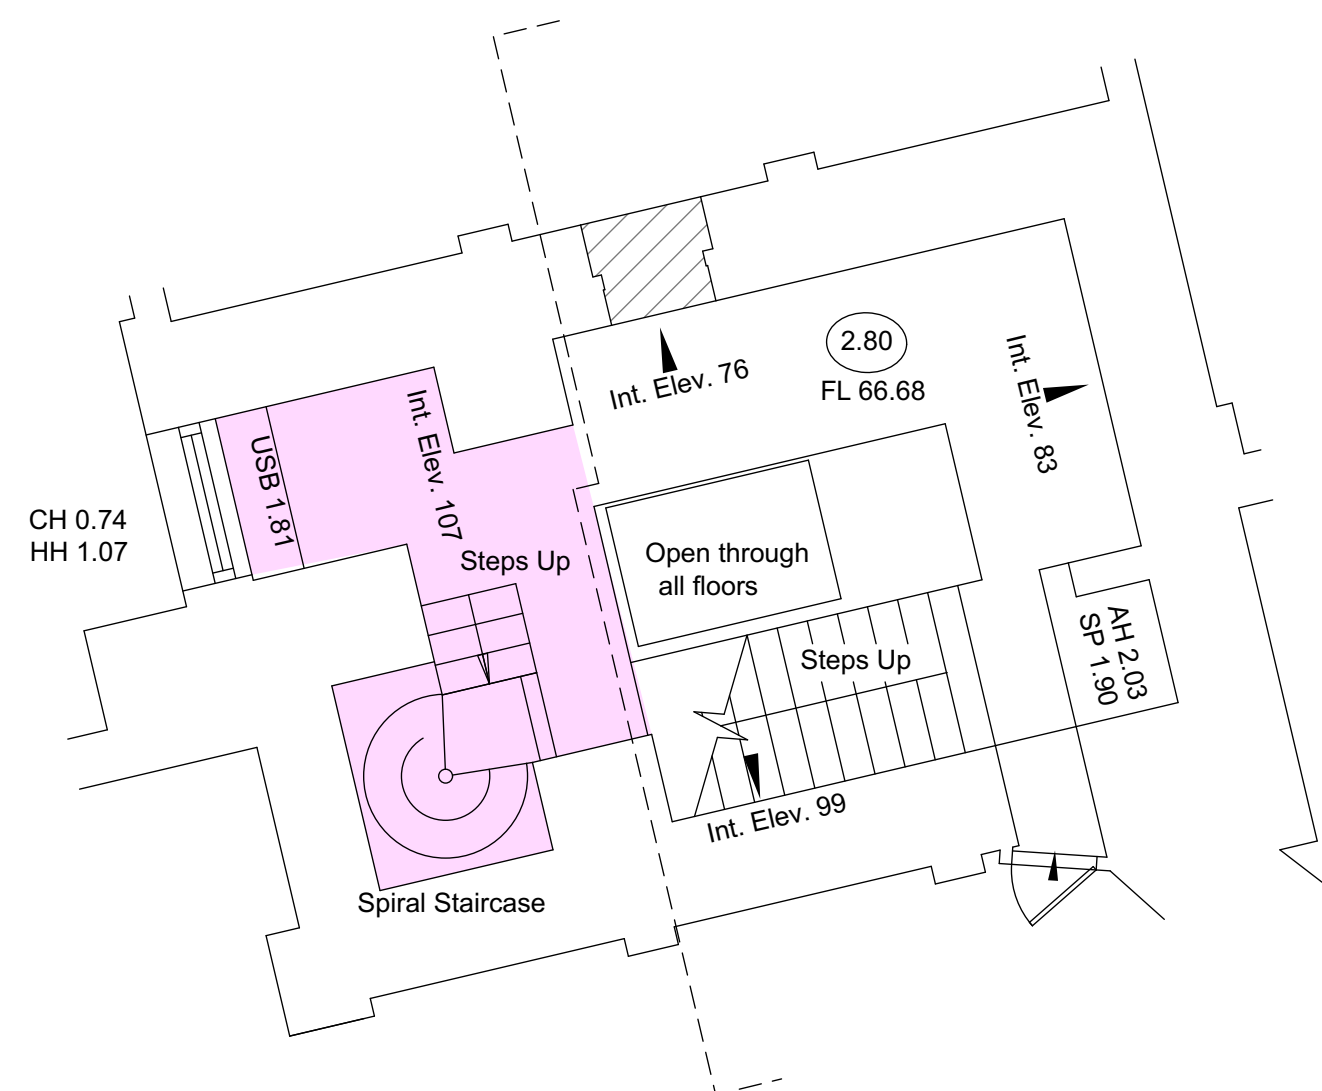 2.80
FL 66.68
Int. Elev. 76
Int. Elev. 83
Int. Elev. 107
USB 1.81
CH 0.74
HH 1.07
Steps Up
Open through
all floors
Steps Up
AH 2.03
SP 1.90
Int. Elev. 99
Spiral Staircase